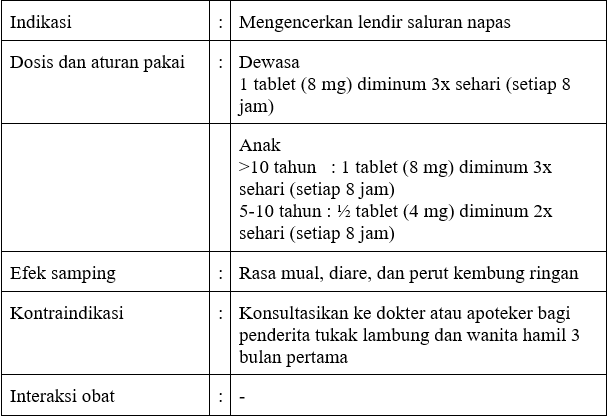 Indikasi : Mengencerkan lendir saluran napas
Dosis dan aturan pakai : Dewasa
1 tablet (8 mg) diminum 3x sehari (setiap 8
jam)
: Anak
>10 tahun : 1 tablet (8 mg) diminum 3x
sehari (setiap 8 jam)
5-10 tahun : ½ tablet (4 mg) diminum 2x
sehari (setiap 8 jam)
Efek samping : Rasa mual, diare, dan perut kembung ringan
Kontraindikasi : Konsultasikan ke dokter atau apoteker bagi
penderita tukak lambung dan wanita hamil 3
bulan pertama
Interaksi obat : -